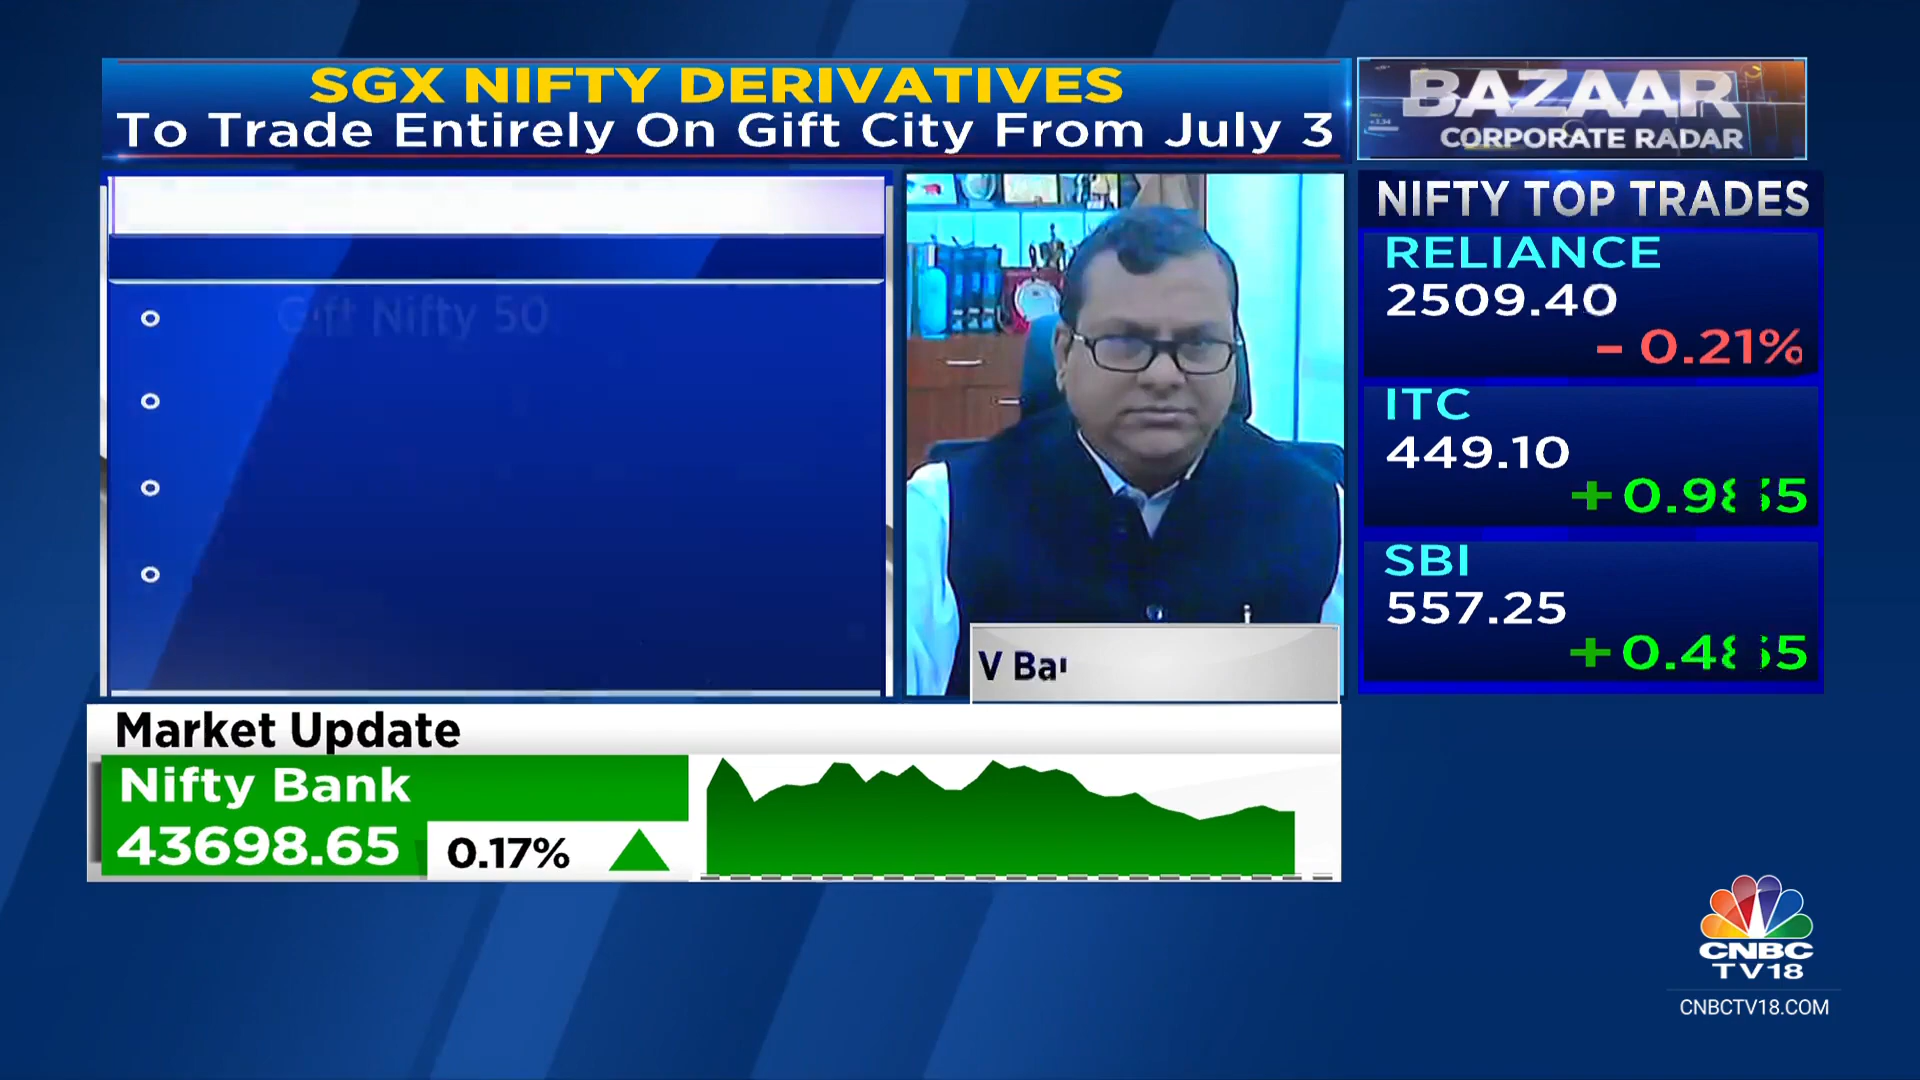 SGX NIFTY DERIVATIVES
To Trade Entirely On Gift City From July 3
BAZAAR
CORPORATE RADAR
Gift Nifty 50
NIFTY TOP TRADES
RELIANCE
2509.40
- 0.21%
ITC
449.10
SBI
557.25
V
Market Update
Nifty Bank
43698.65
0.17%
CNBC
TV18
CNBCTV18.COM